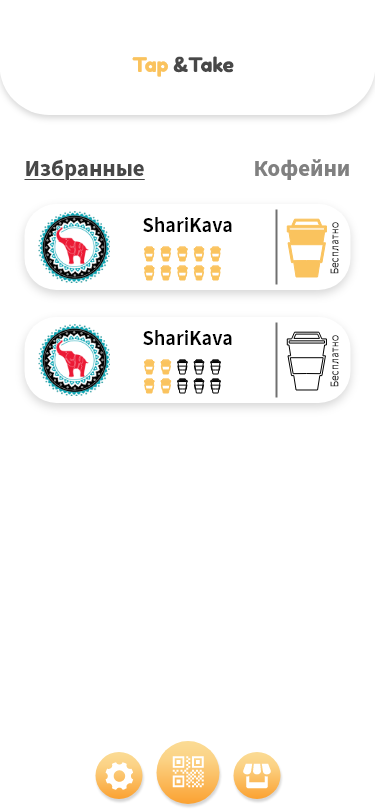 Tap &Take
Избранные
Кофейни
ShariKava
Бесплатно
ShariKava
Бесплатно